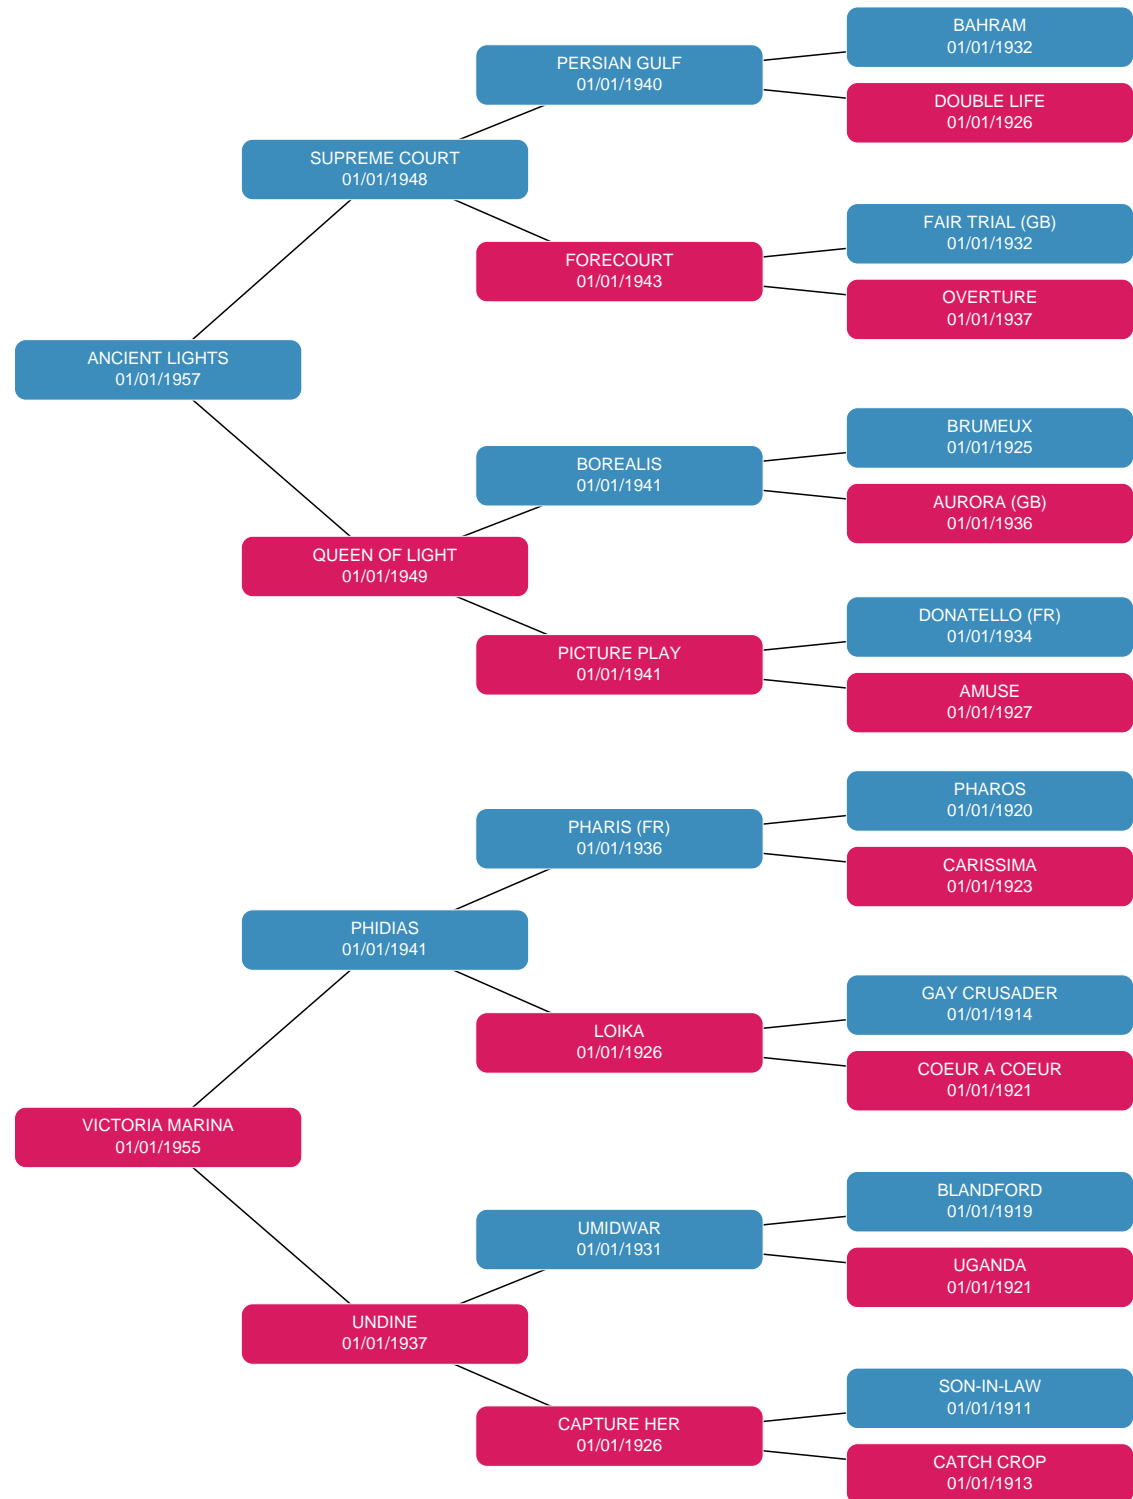 BAHRAM
01/01/1932
PERSIAN GULF
01/01/1940
DOUBLE LIFE
01/01/1926
SUPREME COURT
01/01/1948
FAIR TRIAL (GB)
01/01/1932
FORECOURT
01/01/1943
OVERTURE
01/01/1937
ANCIENT LIGHTS
01/01/1957
BRUMEUX
01/01/1925
BOREALIS
01/01/1941
AURORA (GB)
01/01/1936
QUEEN OF LIGHT
01/01/1949
DONATELLO (FR)
01/01/1934
PICTURE PLAY
01/01/1941
AMUSE
01/01/1927
PHAROS
01/01/1920
PHARIS (FR)
01/01/1936
CARISSIMA
01/01/1923
PHIDIAS
01/01/1941
GAY CRUSADER
01/01/1914
LOIKA
01/01/1926
COEUR A COEUR
01/01/1921
VICTORIA MARINA
01/01/1955
BLANDFORD
01/01/1919
UMIDWAR
01/01/1931
UGANDA
01/01/1921
UNDINE
01/01/1937
SON-IN-LAW
01/01/1911
CAPTURE HER
01/01/1926
CATCH CROP
01/01/1913